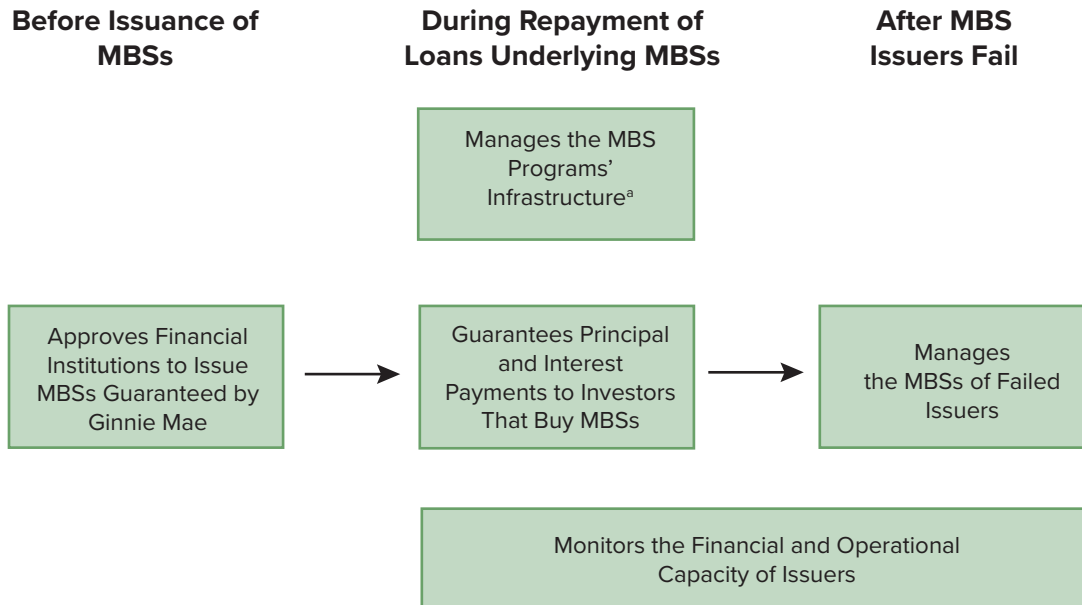 Before Issuance of
MBSs
During Repayment of
Loans Underlying MBSs
After MBS
Issuers Fail
Manages the MBS
Programs’
Infrastructureᵃ
Approves Financial
Institutions to Issue
MBSs Guaranteed by
Ginnie Mae
Guarantees Principal
and Interest
Payments to Investors
That Buy MBSs
Manages
the MBSs of Failed
Issuers
Monitors the Financial and Operational
Capacity of Issuers